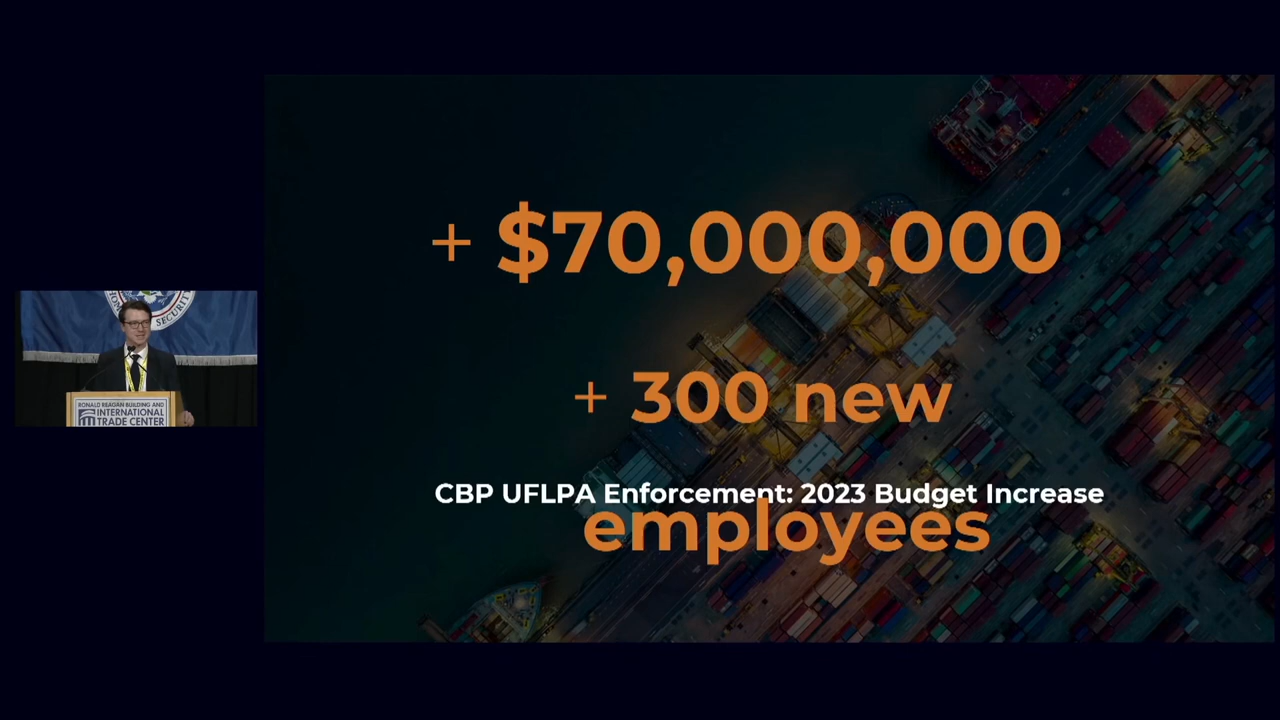 + $70,000,000
+ 300 new
CBP UFLPA Enforcement: 2023 Budget Increase
employees
SECURITY
RONALD REAGAN BUILDING AND
INTERNATIONAL
TRADE CENTER